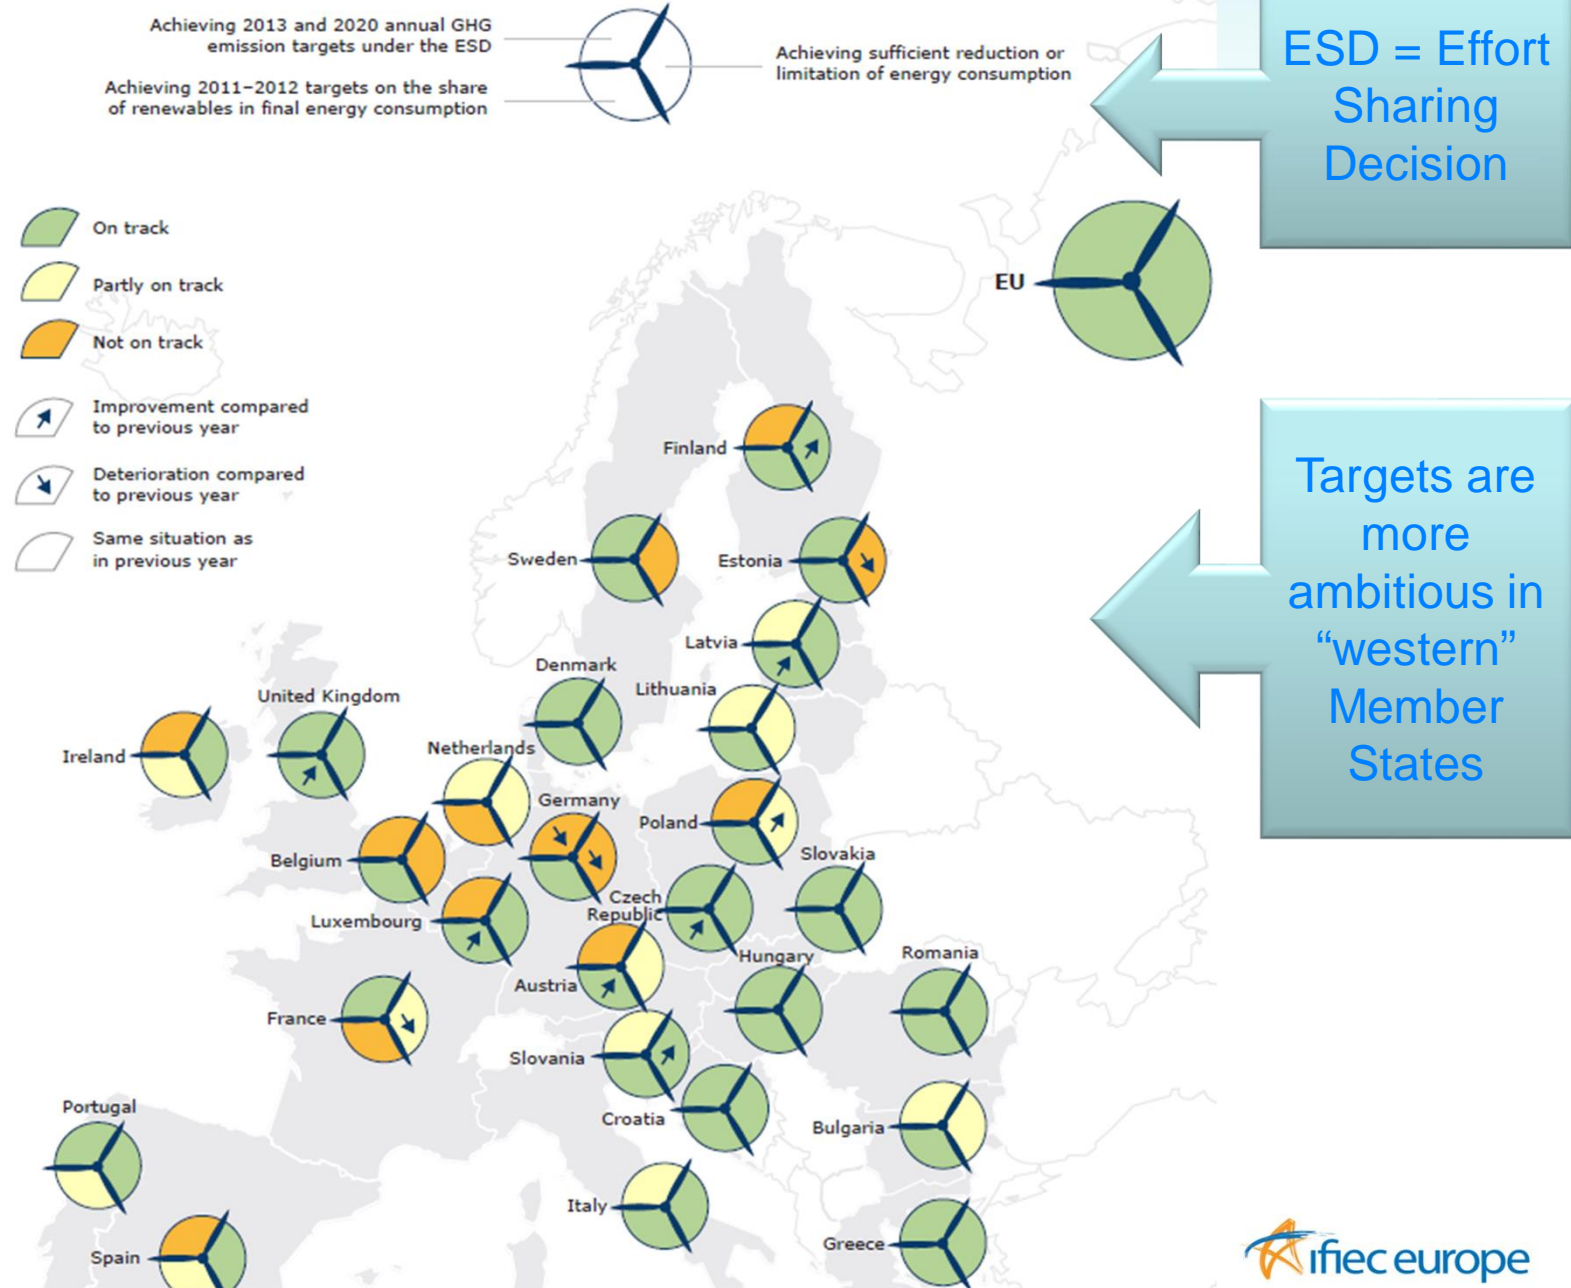 Achieving 2013 and 2020 annual GHG
emission targets under the ESD
Achieving 2011–2012 targets on the share
of renewables in final energy consumption
Achieving sufficient reduction or
limitation of energy consumption
ESD = Effort
Sharing
Decision
On track
Partly on track
Not on track
Improvement compared
to previous year
Deterioration compared
to previous year
Same situation as
in previous year
EU
Targets are
more
ambitious in
“western”
Member
States
Finland
Sweden
Estonia
Latvia
Denmark
Lithuania
United Kingdom
Ireland
Netherlands
Germany
Poland
Belgium
Slovakia
Czech
Republic
Luxembourg
Hungary
Romania
Austria
France
Slovania
Portugal
Croatia
Bulgaria
Italy
Greece
Spain
ifiec europe